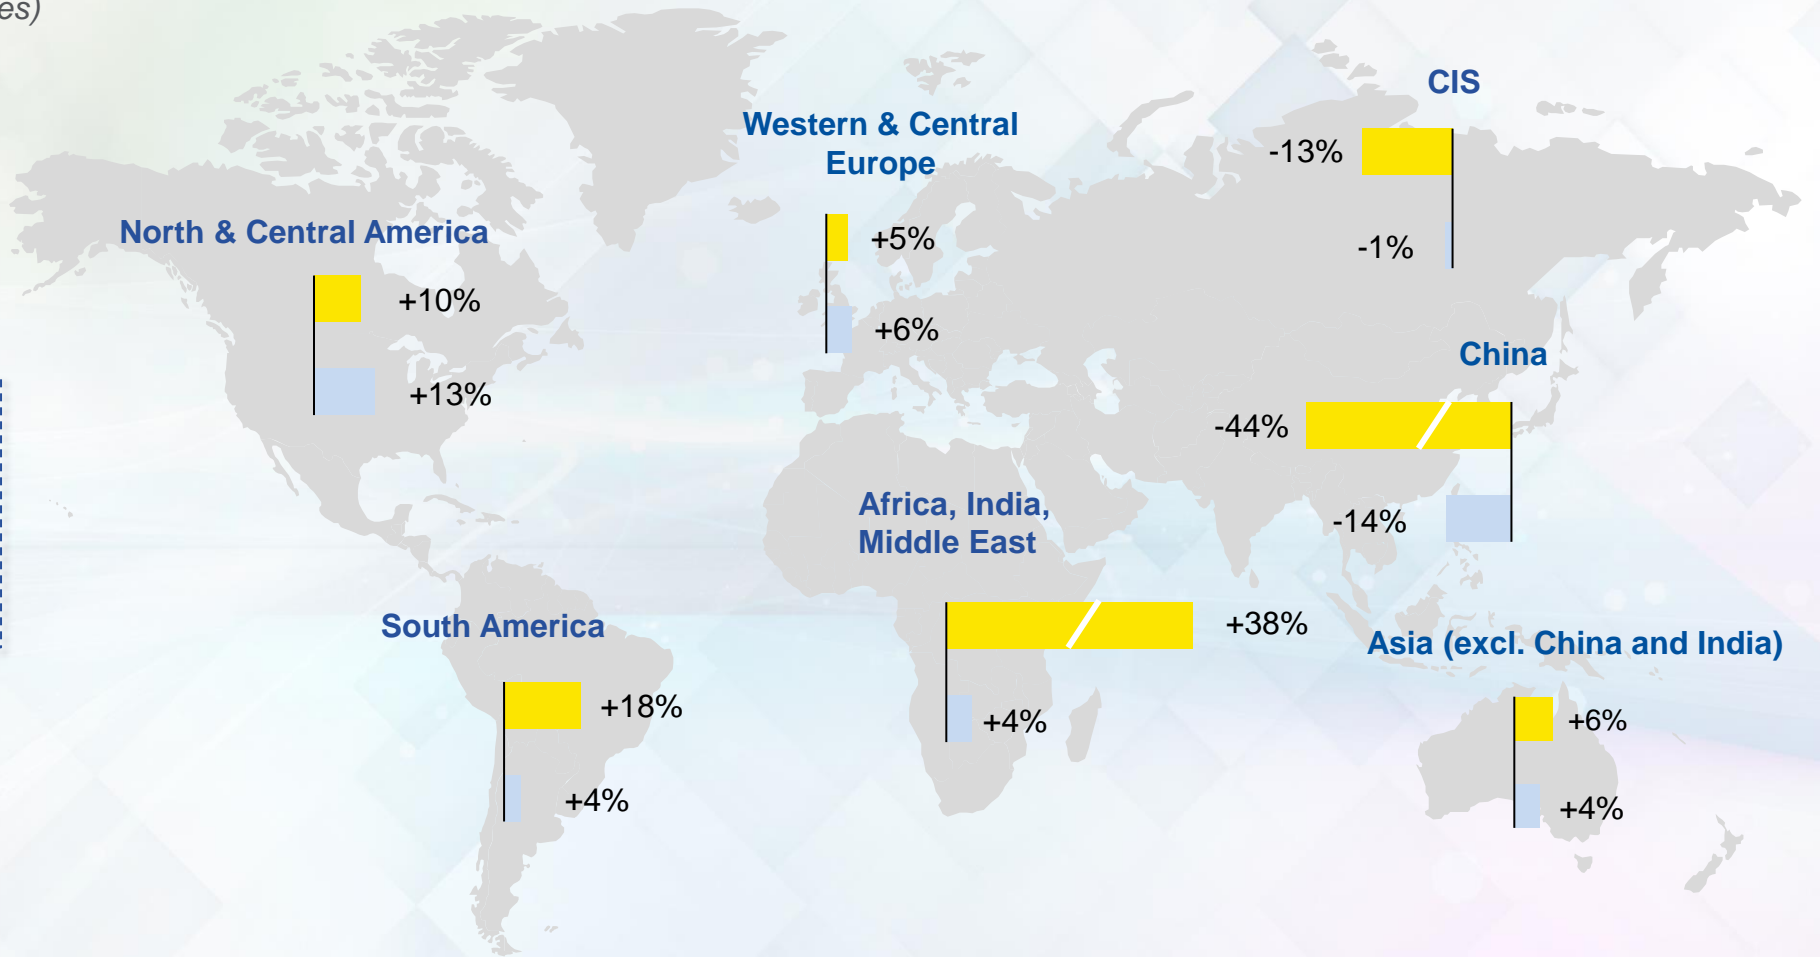 CIS
-13%
-1%
Western & Central
Europe
+5%
+6%
North & Central America
+10%
+13%
China
-44%
-14%
Africa, India,
Middle East
+38%
+4%
South America
+18%
+4%
Asia (excl. China and India)
+6%
+4%